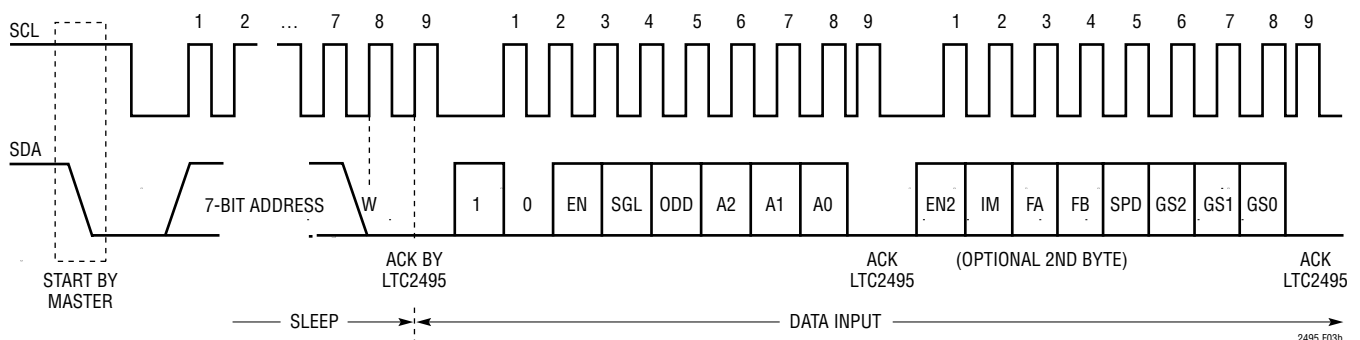 SCL 1 2 ... 7 8 9 1 2 3 4 5 6 7 8 9 1 2 3 4 5 6 7 8 9
SDA
7-BIT ADDRESS W 1 0 EN SGL ODD A2 A1 A0 EN2 IM FA FB SPD GS2 GS1 GS0
START BY
MASTER
ACK BY
LTC2495
ACK
LTC2495
(OPTIONAL 2ND BYTE)
ACK
LTC2495
SLEEP DATA INPUT
2495 F03b